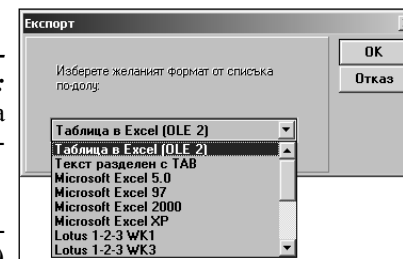 Експорт
Изберете желаният формат от списъка
по-долу:
OK
Отказ
Таблица в Excel (OLE 2)
Таблица в Excel (OLE 2)
Текст разделен с TAB
Microsoft Excel 5.0
Microsoft Excel 97
Microsoft Excel 2000
Microsoft Excel XP
Lotus 1-2-3 WK1
Lotus 1-2-3 WK3